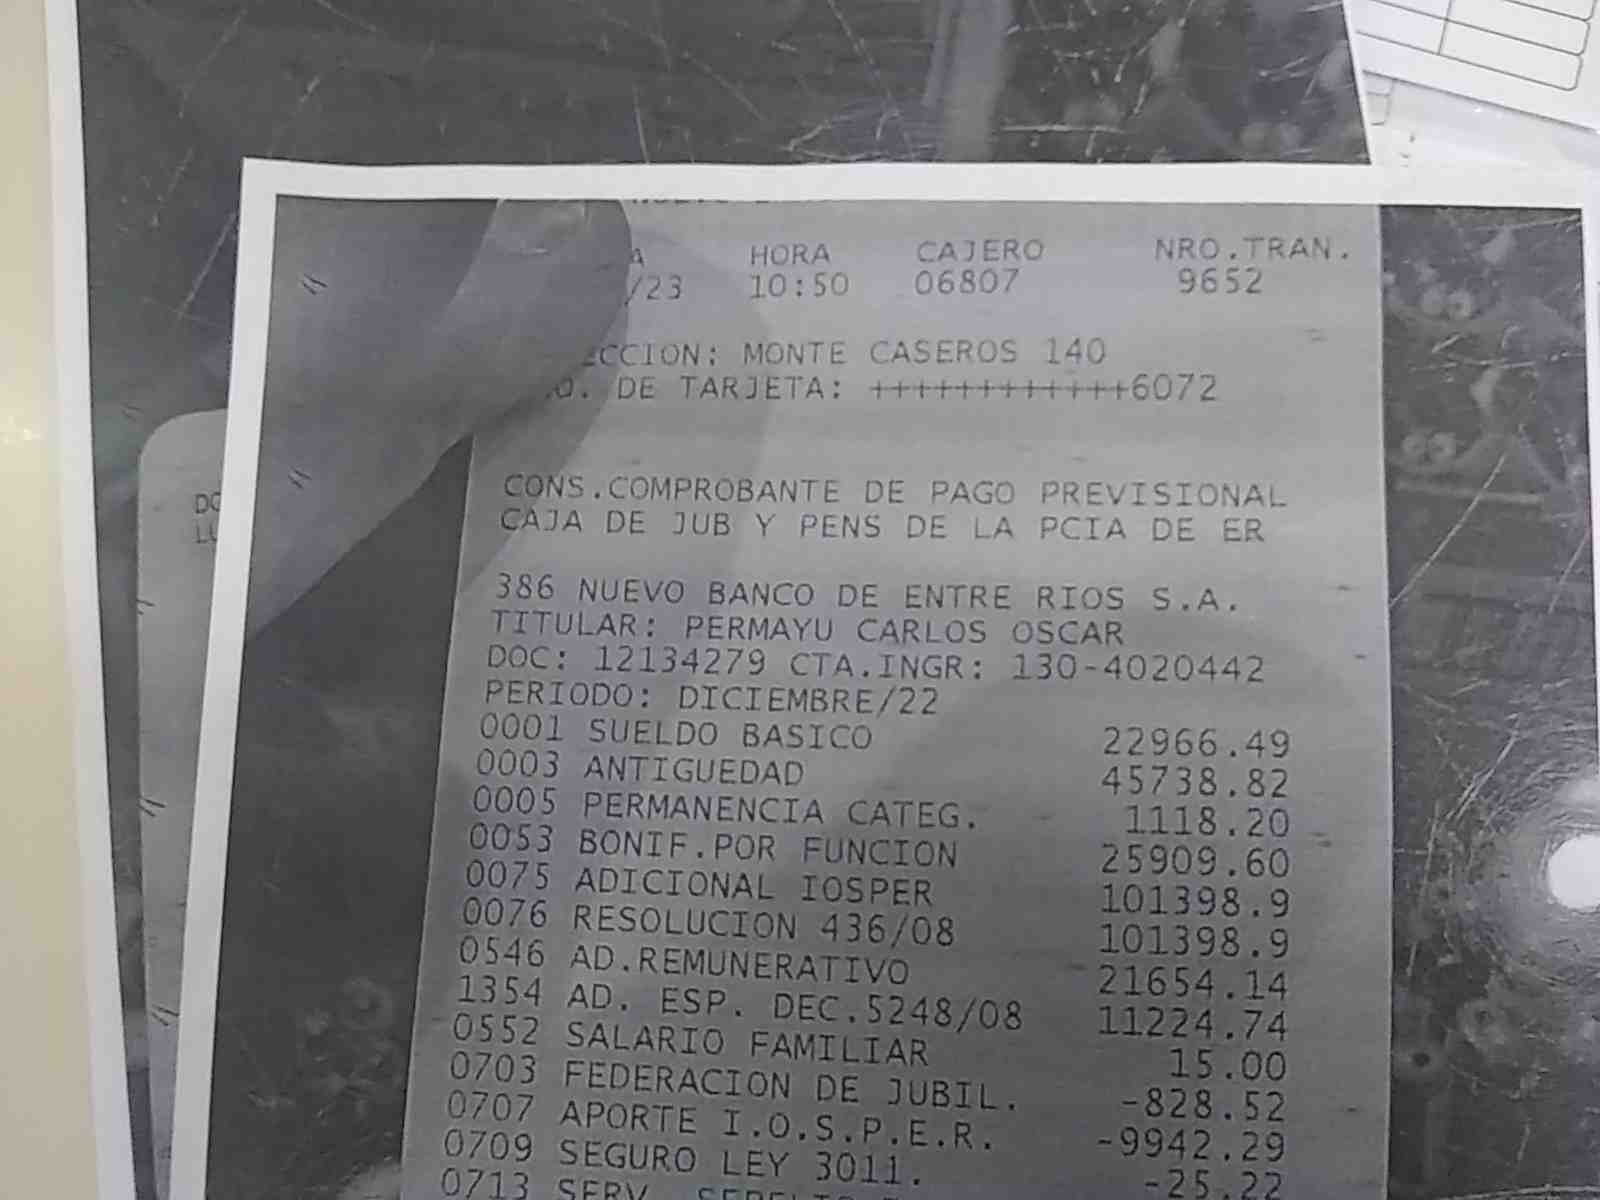 HORA CAJERO NRO.TRAN.
/23 10:50 06807 9652
ECCION: MONTE CASEROS 140
O. DE TARJETA: ++++++++++++6072
CONS.COMPROBANTE DE PAGO PREVISIONAL
CAJA DE JUB Y PENS DE LA PCIA DE ER
386 NUEVO BANCO DE ENTRE RIOS S.A.
TITULAR: PERMAYU CARLOS OSCAR
DOC: 12134279 CTA.INGR: 130-4020442
PERIODO: DICIEMBRE/22
0001 SUELDO BASICO 22966.49
0003 ANTIGUEDAD 45738.82
0005 PERMANENCIA CATEG. 1118.20
0053 BONIF.POR FUNCION 25909.60
0075 ADICIONAL IOSPER 101398.9
0076 RESOLUCION 436/08 101398.9
0546 AD.REMUNERATIVO 21654.14
1354 AD. ESP. DEC.5248/08 11224.74
0552 SALARIO FAMILIAR 15.00
0703 FEDERACION DE JUBIL. -828.52
0707 APORTE I.O.S.P.E.R. -9942.29
0709 SEGURO LEY 3011. -25.22
0713 SERV.